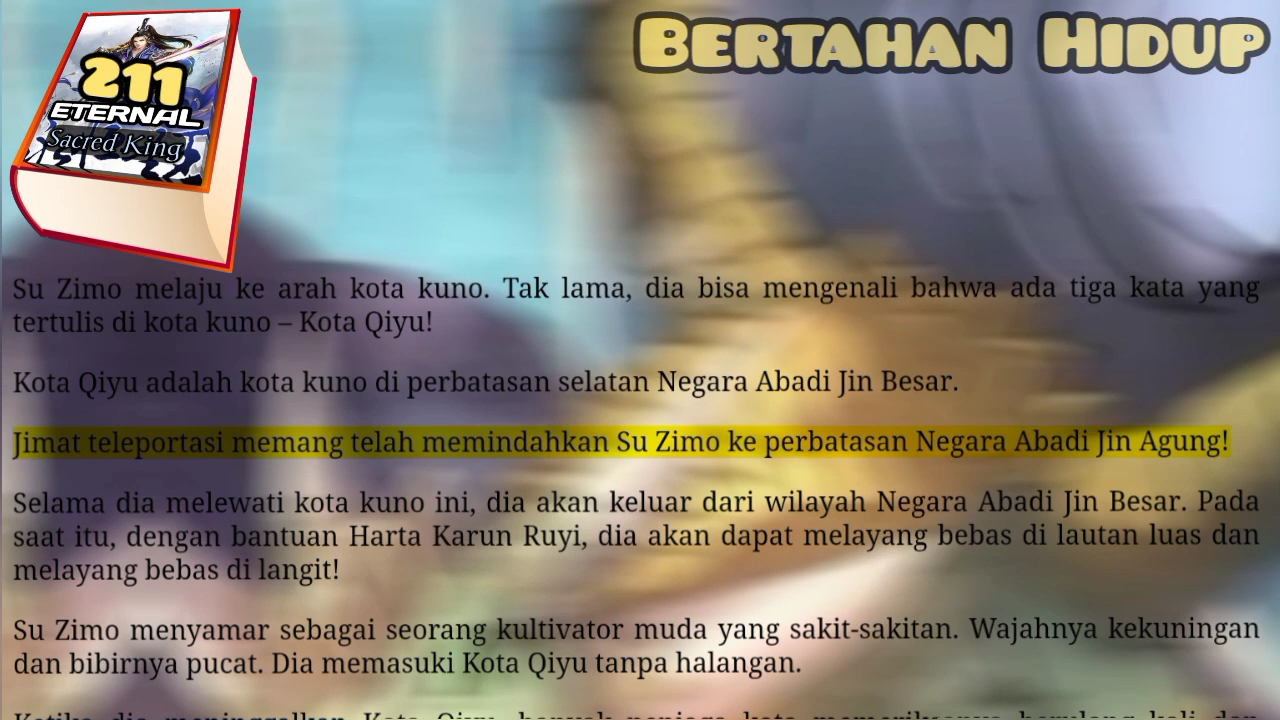 211
ETERNAL
Sacred King
BERTAHAN HIDUP
Su Zimo melaju ke arah kota kuno. Tak lama, dia bisa mengenali bahwa ada tiga kata yang
tertulis di kota kuno – Kota Qiyu!
Kota Qiyu adalah kota kuno di perbatasan selatan Negara Abadi Jin Besar.
Jimat teleportasi memang telah memindahkan Su Zimo ke perbatasan Negara Abadi Jin Agung!
Selama dia melewati kota kuno ini, dia akan keluar dari wilayah Negara Abadi Jin Besar. Pada
saat itu, dengan bantuan Harta Karun Ruyi, dia akan dapat melayang bebas di lautan luas dan
melayang bebas di langit!
Su Zimo menyamar sebagai seorang kultivator muda yang sakit-sakitan. Wajahnya kekuningan
dan bibirnya pucat. Dia memasuki Kota Qiyu tanpa halangan.